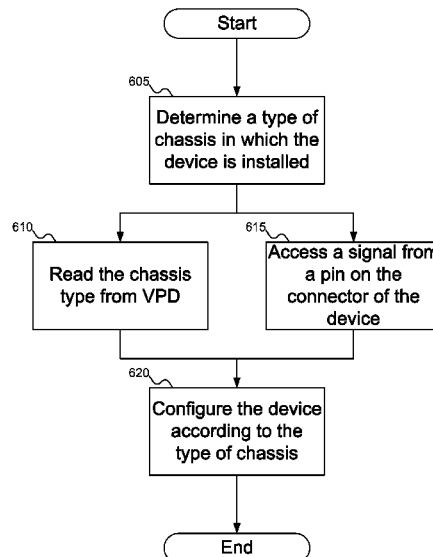 Start
605
Determine a type of
chassis in which the
device is installed
610
Read the chassis
type from VPD
615
Access a signal from
a pin on the
connector of the
device
620
Configure the device
according to the
type of chassis
End